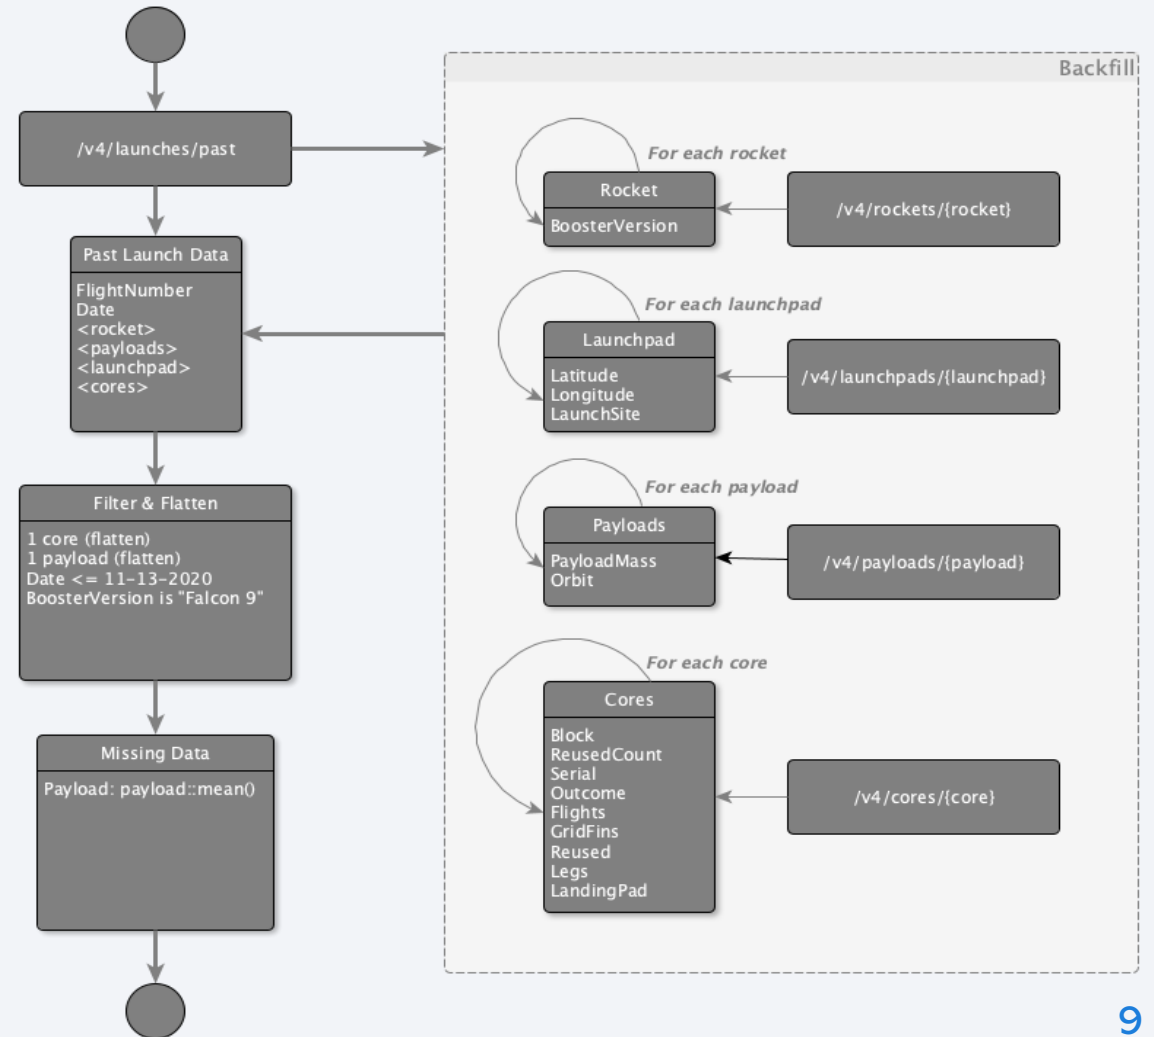 /v4/launches/past
Past Launch Data
FlightNumber
Date
<rocket>
<payloads>
<launchpad>
<cores>
Filter & Flatten
1 core (flatten)
1 payload (flatten)
Date <= 11-13-2020
BoosterVersion is "Falcon 9"
Missing Data
Payload: payload::mean()
Backfill
For each rocket
Rocket
BoosterVersion
/v4/rockets/{rocket}
For each launchpad
Launchpad
Latitude
Longitude
LaunchSite
/v4/launchpads/{launchpad}
For each payload
Payloads
PayloadMass
Orbit
/v4/payloads/{payload}
For each core
Cores
Block
ReusedCount
Serial
Outcome
Flights
GridFins
Reused
Legs
LandingPad
/v4/cores/{core}
9